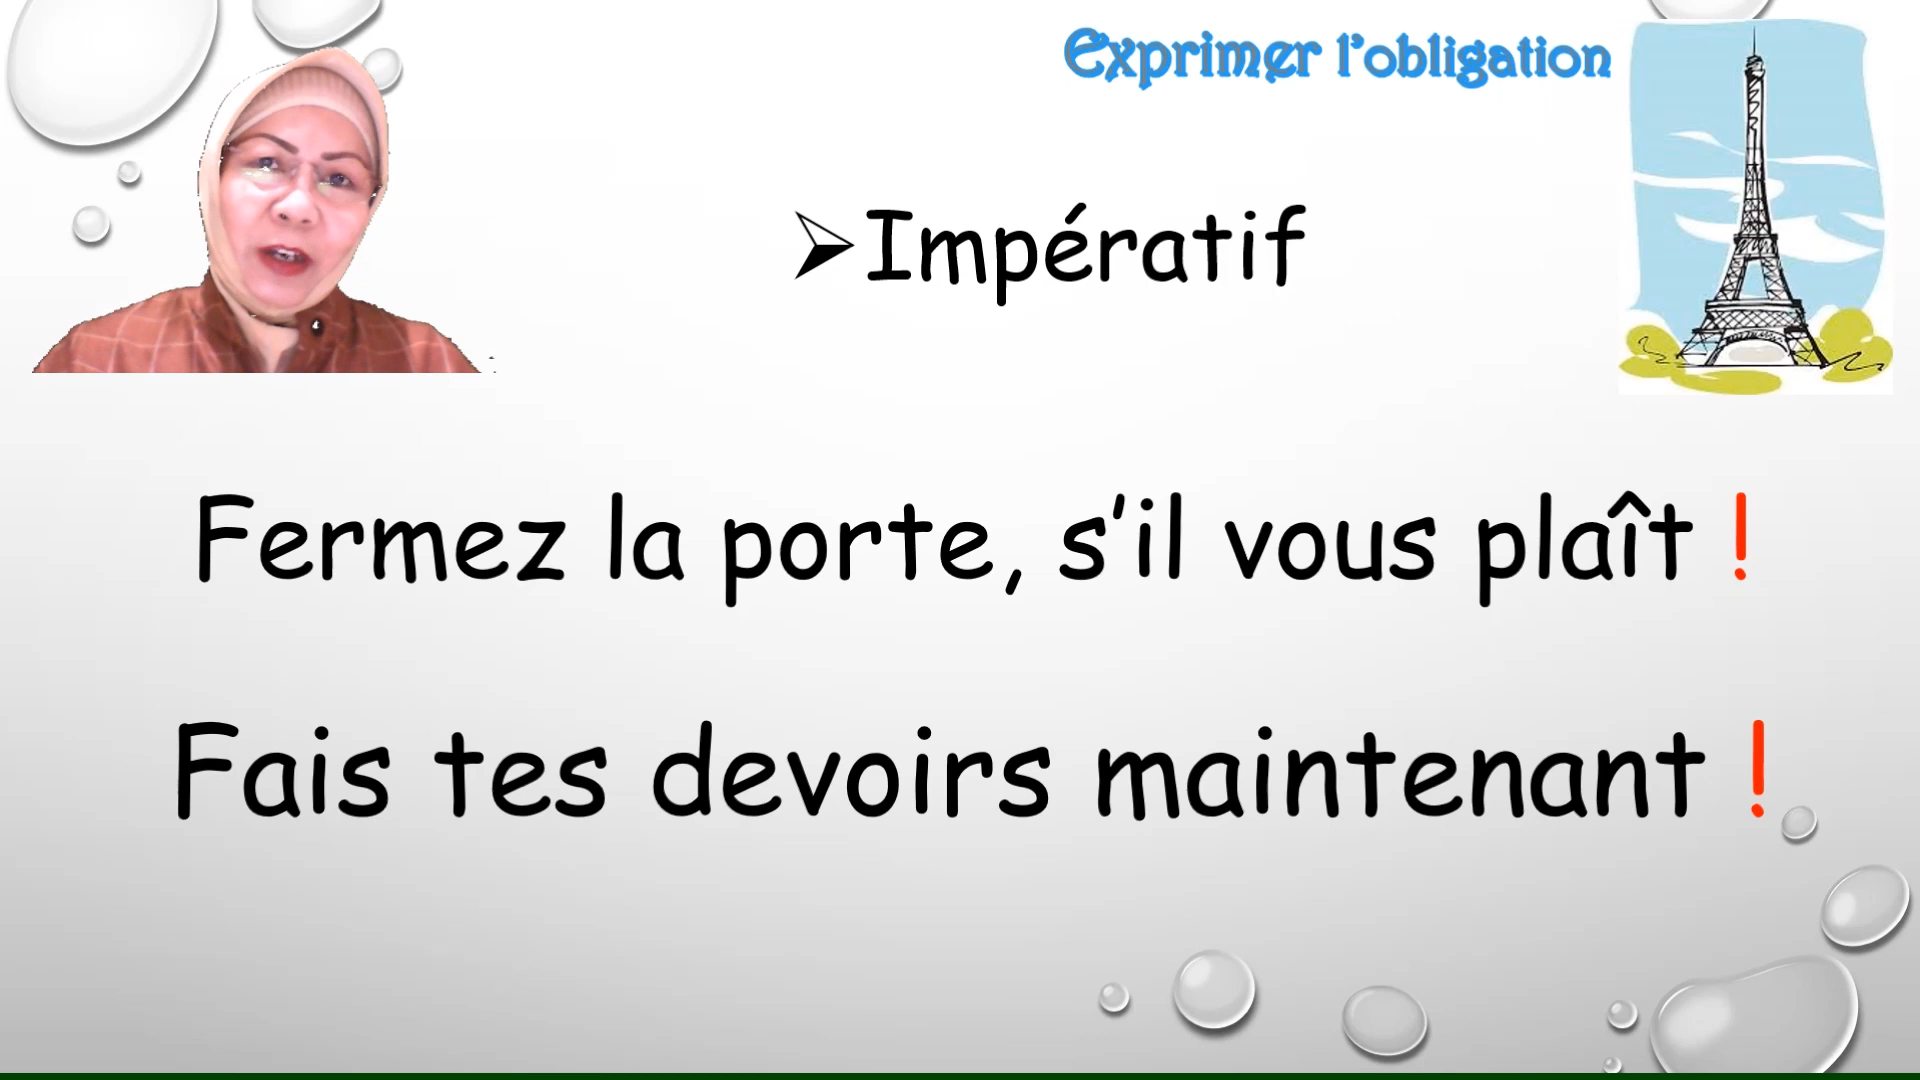 Exprimer l'obligation
Impératif
Fermez la porte, s'il vous plaît !
Fais tes devoirs maintenant !